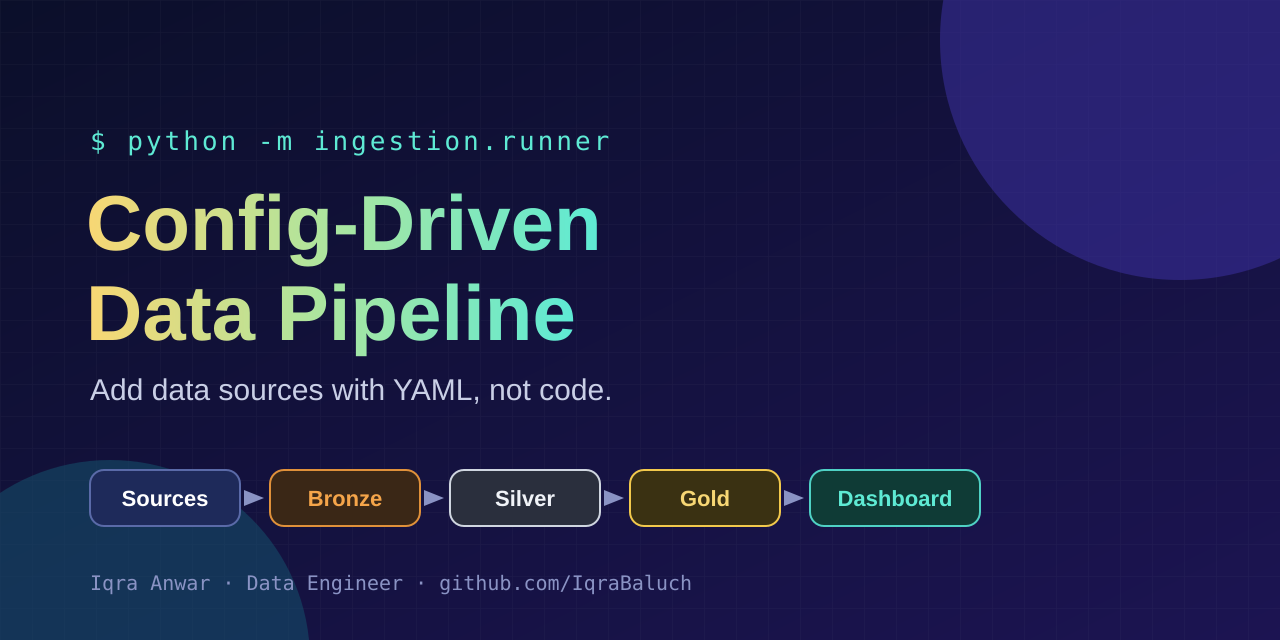 $ python -m ingestion.runner
Config-Driven
Data Pipeline
Add data sources with YAML, not code.
Sources Bronze Silver Gold Dashboard
Iqra Anwar · Data Engineer · github.com/IqraBaluch